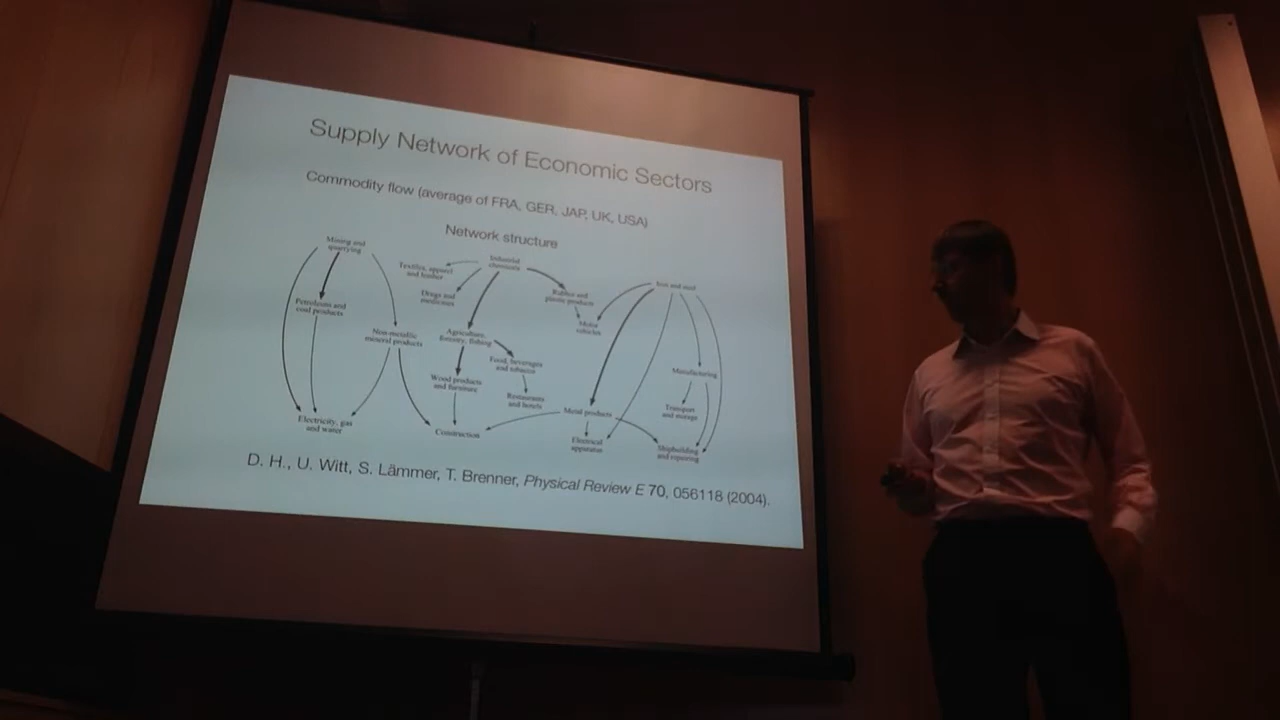 Supply Network of Economic Sectors
Commodity flow (average of FRA, GER, JAP, UK, USA)
Network structure
Mining and
quarrying
Petroleum and
coal products
Non-metallic
mineral products
Electricity, gas
and water
Textiles, apparel
and leather
Industrial
chemicals
Drugs and
medicines
Rubber and
plastic products
Motor
vehicles
Agriculture,
forestry, fishing
Food, beverages
and tobacco
Wood products
and furniture
Restaurants
and hotels
Construction
Iron and steel
Manufacturing
Transport
and storage
Metal products
Electrical
apparatus
Shipbuilding
and repairing
D. H., U. Witt, S. Lämmer, T. Brenner, Physical Review E 70, 056118 (2004).